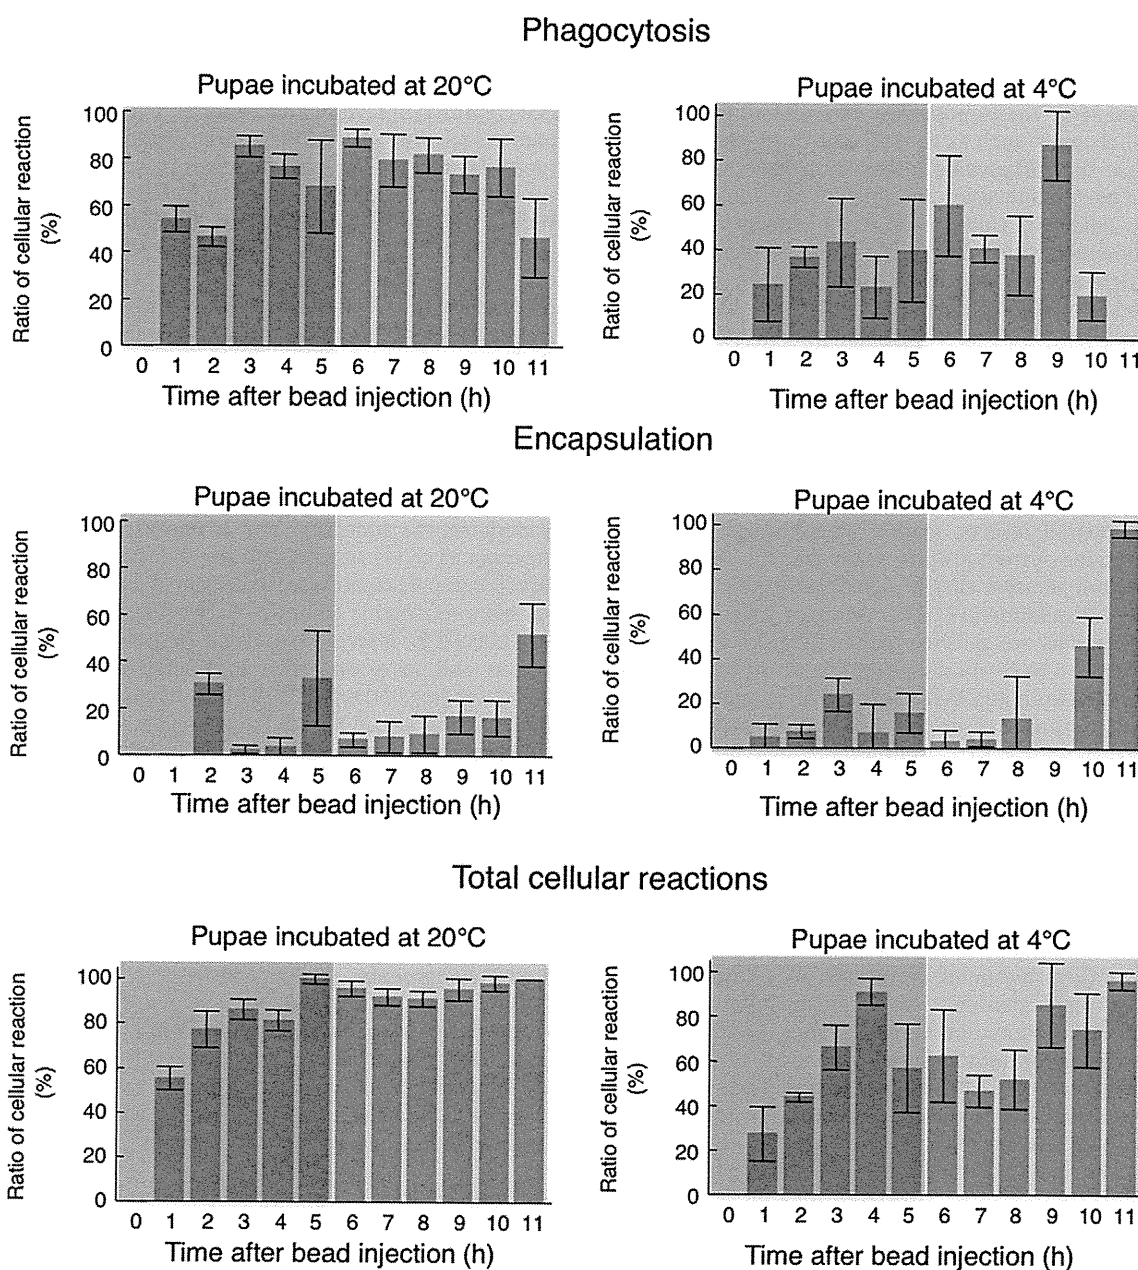 Phagocytosis
Pupae incubated at 20°C
Ratio of cellular reaction
(%)
100
80
60
40
20
0
0 1 2 3 4 5 6 7 8 9 10 11
Time after bead injection (h)
Pupae incubated at 4°C
Ratio of cellular reaction
(%)
100
80
60
40
20
0
0 1 2 3 4 5 6 7 8 9 10 11
Time after bead injection (h)
Encapsulation
Pupae incubated at 20°C
Ratio of cellular reaction
(%)
100
80
60
40
20
0
0 1 2 3 4 5 6 7 8 9 10 11
Time after bead injection (h)
Pupae incubated at 4°C
Ratio of cellular reaction
(%)
100
80
60
40
20
0
0 1 2 3 4 5 6 7 8 9 10 11
Time after bead injection (h)
Total cellular reactions
Pupae incubated at 20°C
Ratio of cellular reaction
(%)
100
80
60
40
20
0
0 1 2 3 4 5 6 7 8 9 10 11
Time after bead injection (h)
Pupae incubated at 4°C
Ratio of cellular reaction
(%)
100
80
60
40
20
0
0 1 2 3 4 5 6 7 8 9 10 11
Time after bead injection (h)